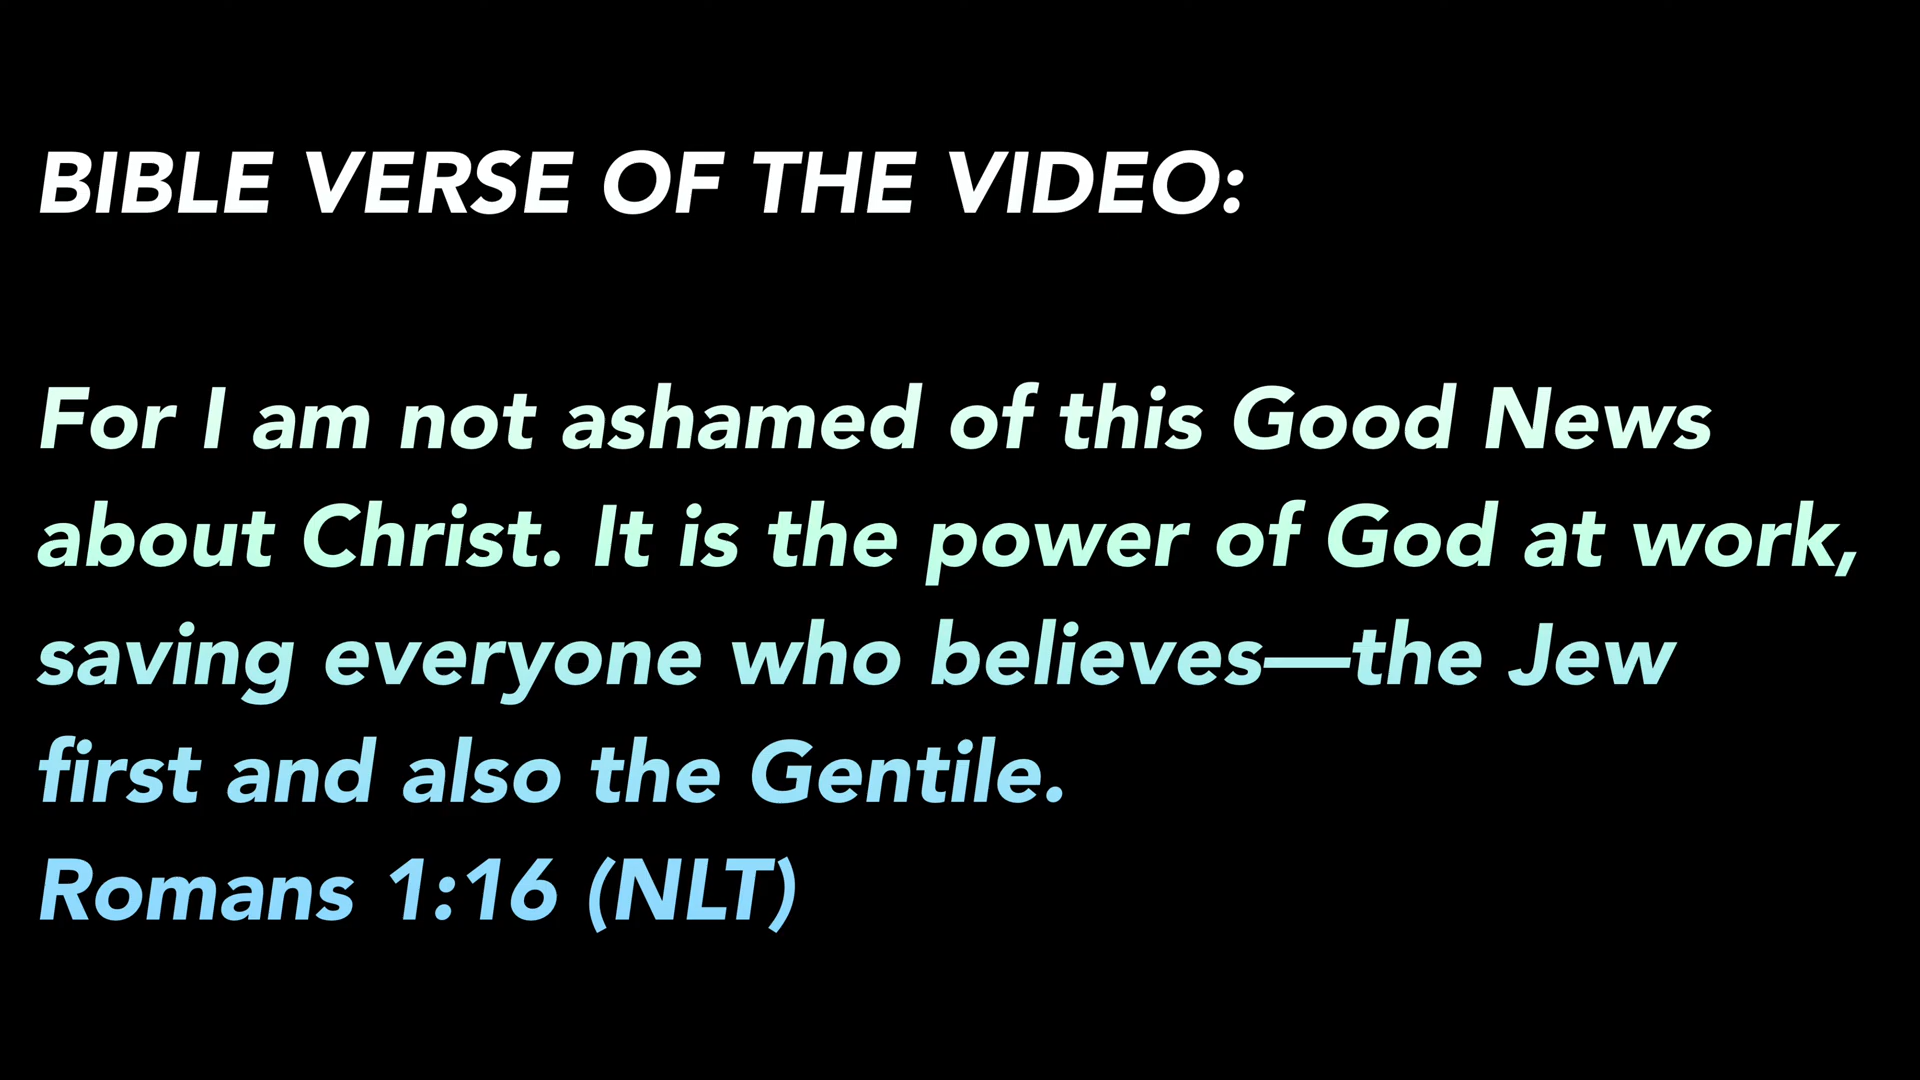 BIBLE VERSE OF THE VIDEO:
For I am not ashamed of this Good News
about Christ. It is the power of God at work,
saving everyone who believes—the Jew
first and also the Gentile.
Romans 1:16 (NLT)